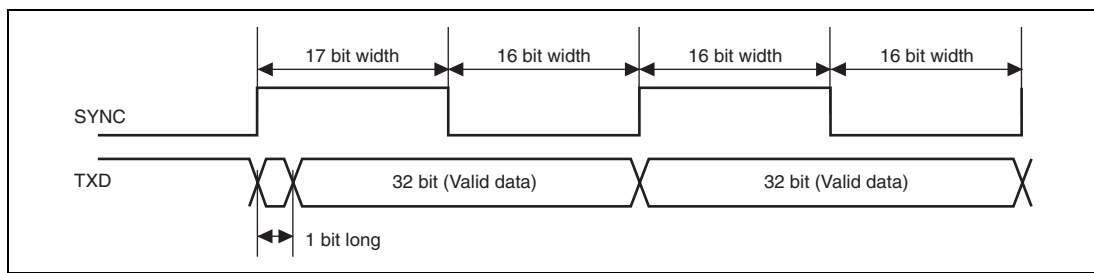 17 bit width 16 bit width 16 bit width 16 bit width
SYNC
TXD 32 bit (Valid data) 32 bit (Valid data)
1 bit long